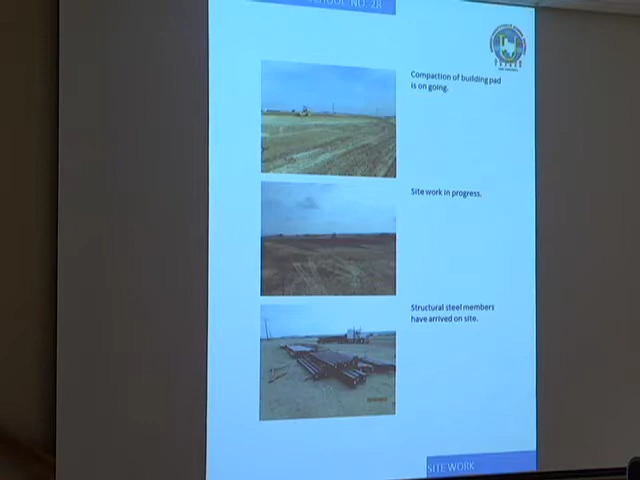 SCHOOL NO. 28
Compaction of building pad
is on going.
Site work in progress.
Structural steel members
have arrived on site.
SITE WORK